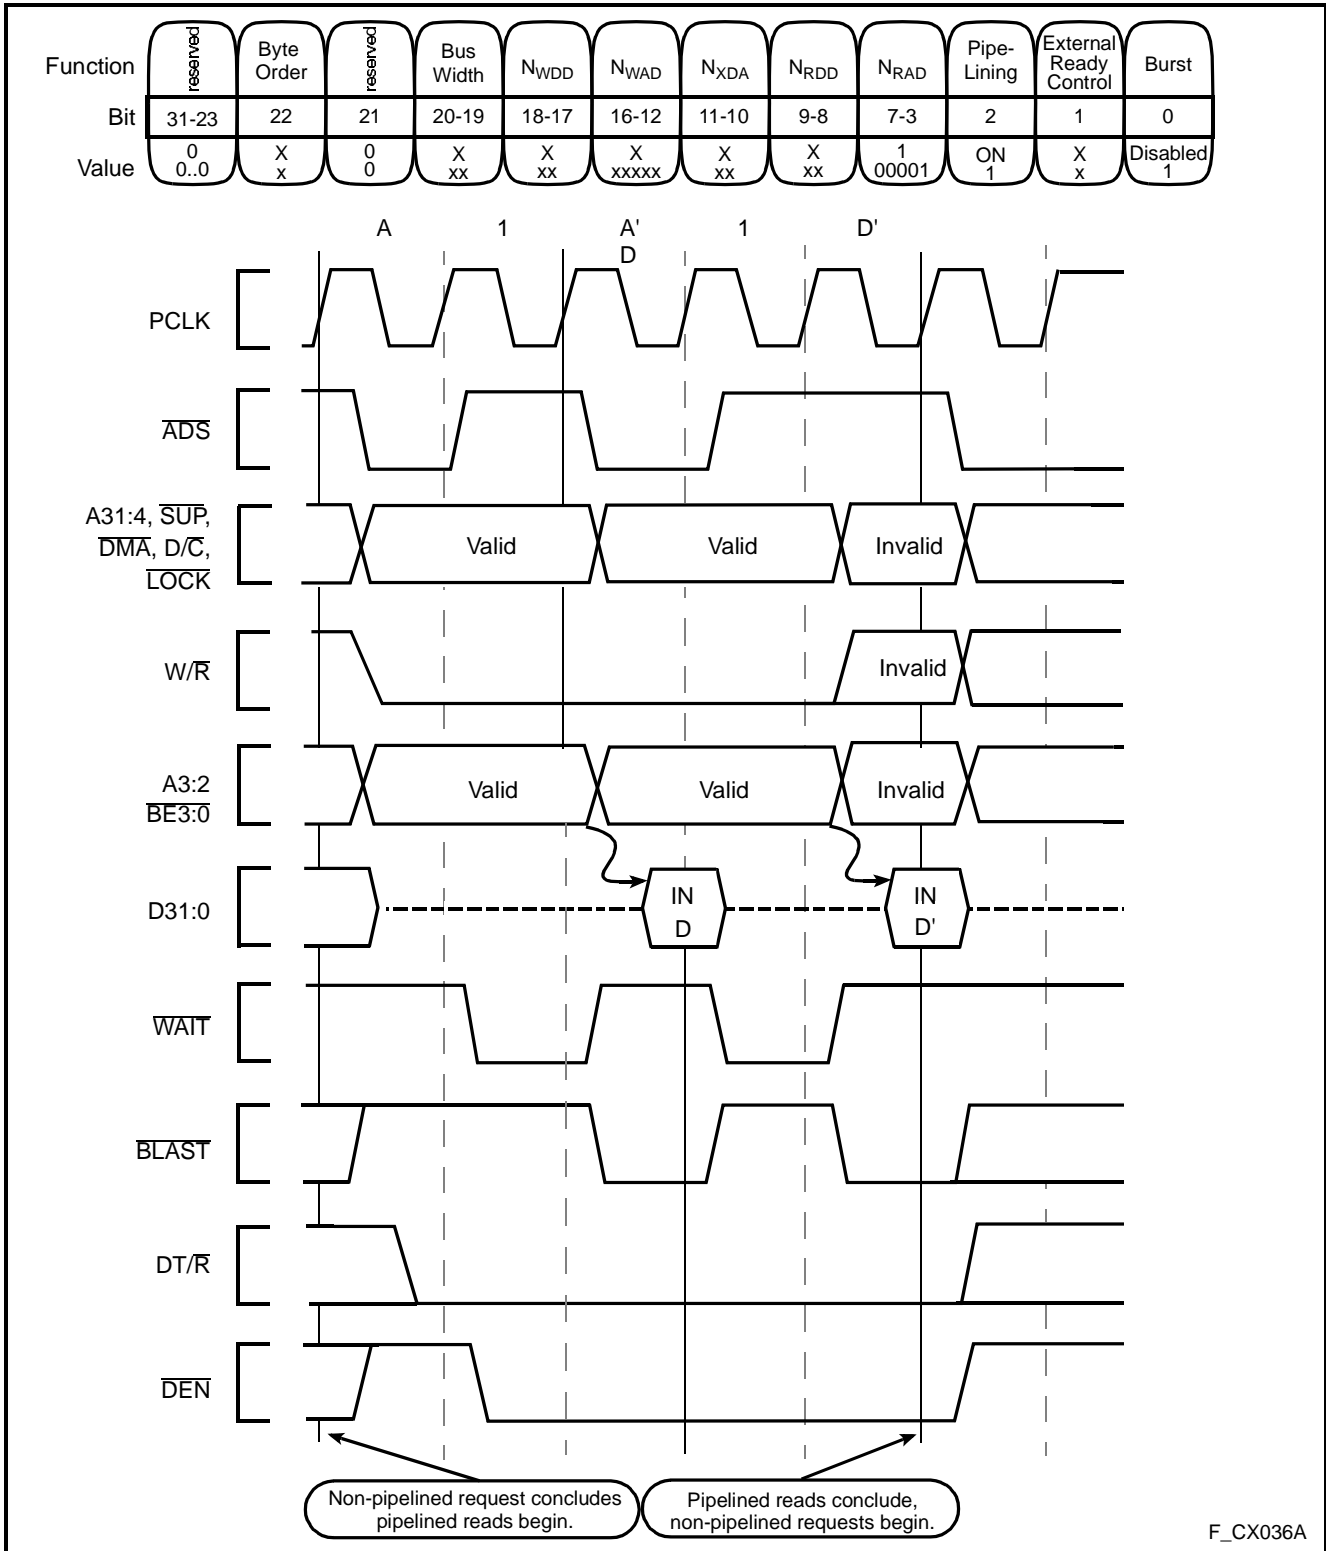 Function
reserved
Byte Order
reserved
Bus Width
NWDD
NWAD
NXDA
NRDD
NRAD
Pipe-Lining
External Ready Control
Burst
Bit
31-23
22
21
20-19
18-17
16-12
11-10
9-8
7-3
2
1
0
Value
0
0..0
X
x
0
0
X
xx
X
xx
X
xxxxx
X
xx
X
xx
1
00001
ON
1
X
x
Disabled
1
A
1
A'
D
1
D'
PCLK
ADS
A31:4, SUP,
DMA, D/C,
LOCK
Valid
Valid
Invalid
W/R
Invalid
A3:2
BE3:0
Valid
Valid
Invalid
D31:0
IN
D
IN
D'
WAIT
BLAST
DT/R
DEN
Non-pipelined request concludes
pipelined reads begin.
Pipelined reads conclude,
non-pipelined requests begin.
F_CX036A